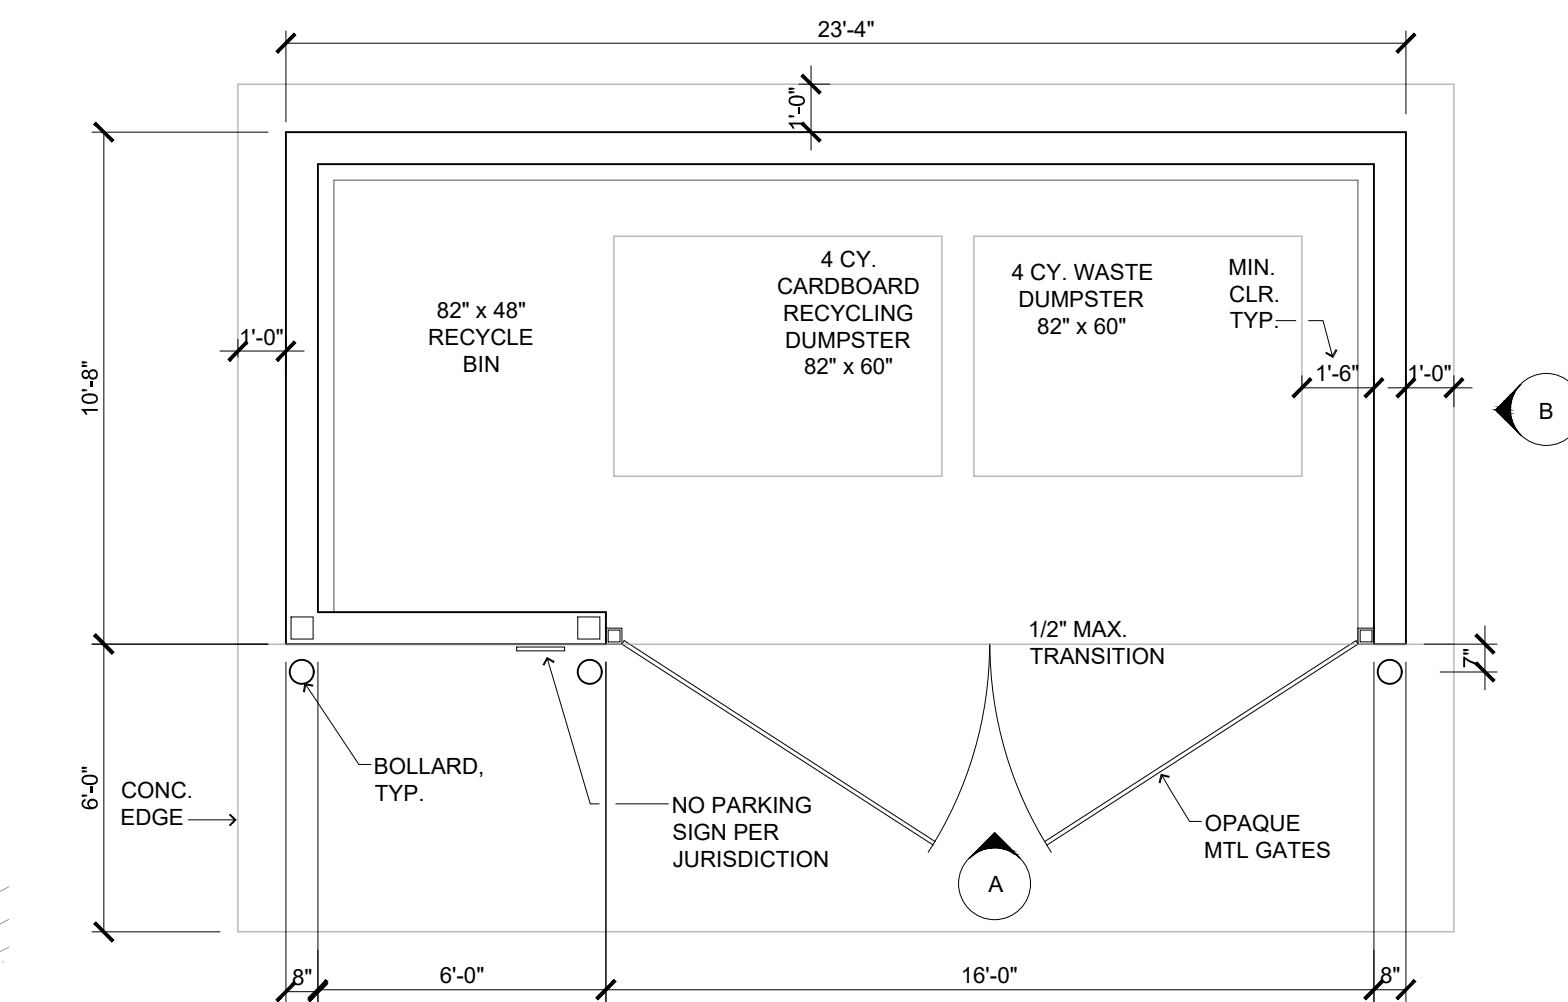 23'-4"
1'-0"
10'-8"
1'-0"
82" x 48"
RECYCLE
BIN
4 CY.
CARDBOARD
RECYCLING
DUMPSTER
82" x 60"
4 CY. WASTE
DUMPSTER
82" x 60"
MIN.
CLR.
TYP.
1'-6"
1'-0"
B
1/2" MAX.
TRANSITION
7"
6'-0"
CONC.
EDGE
BOLLARD,
TYP.
NO PARKING
SIGN PER
JURISDICTION
A
OPAQUE
MTL GATES
8"
6'-0"
16'-0"
8"